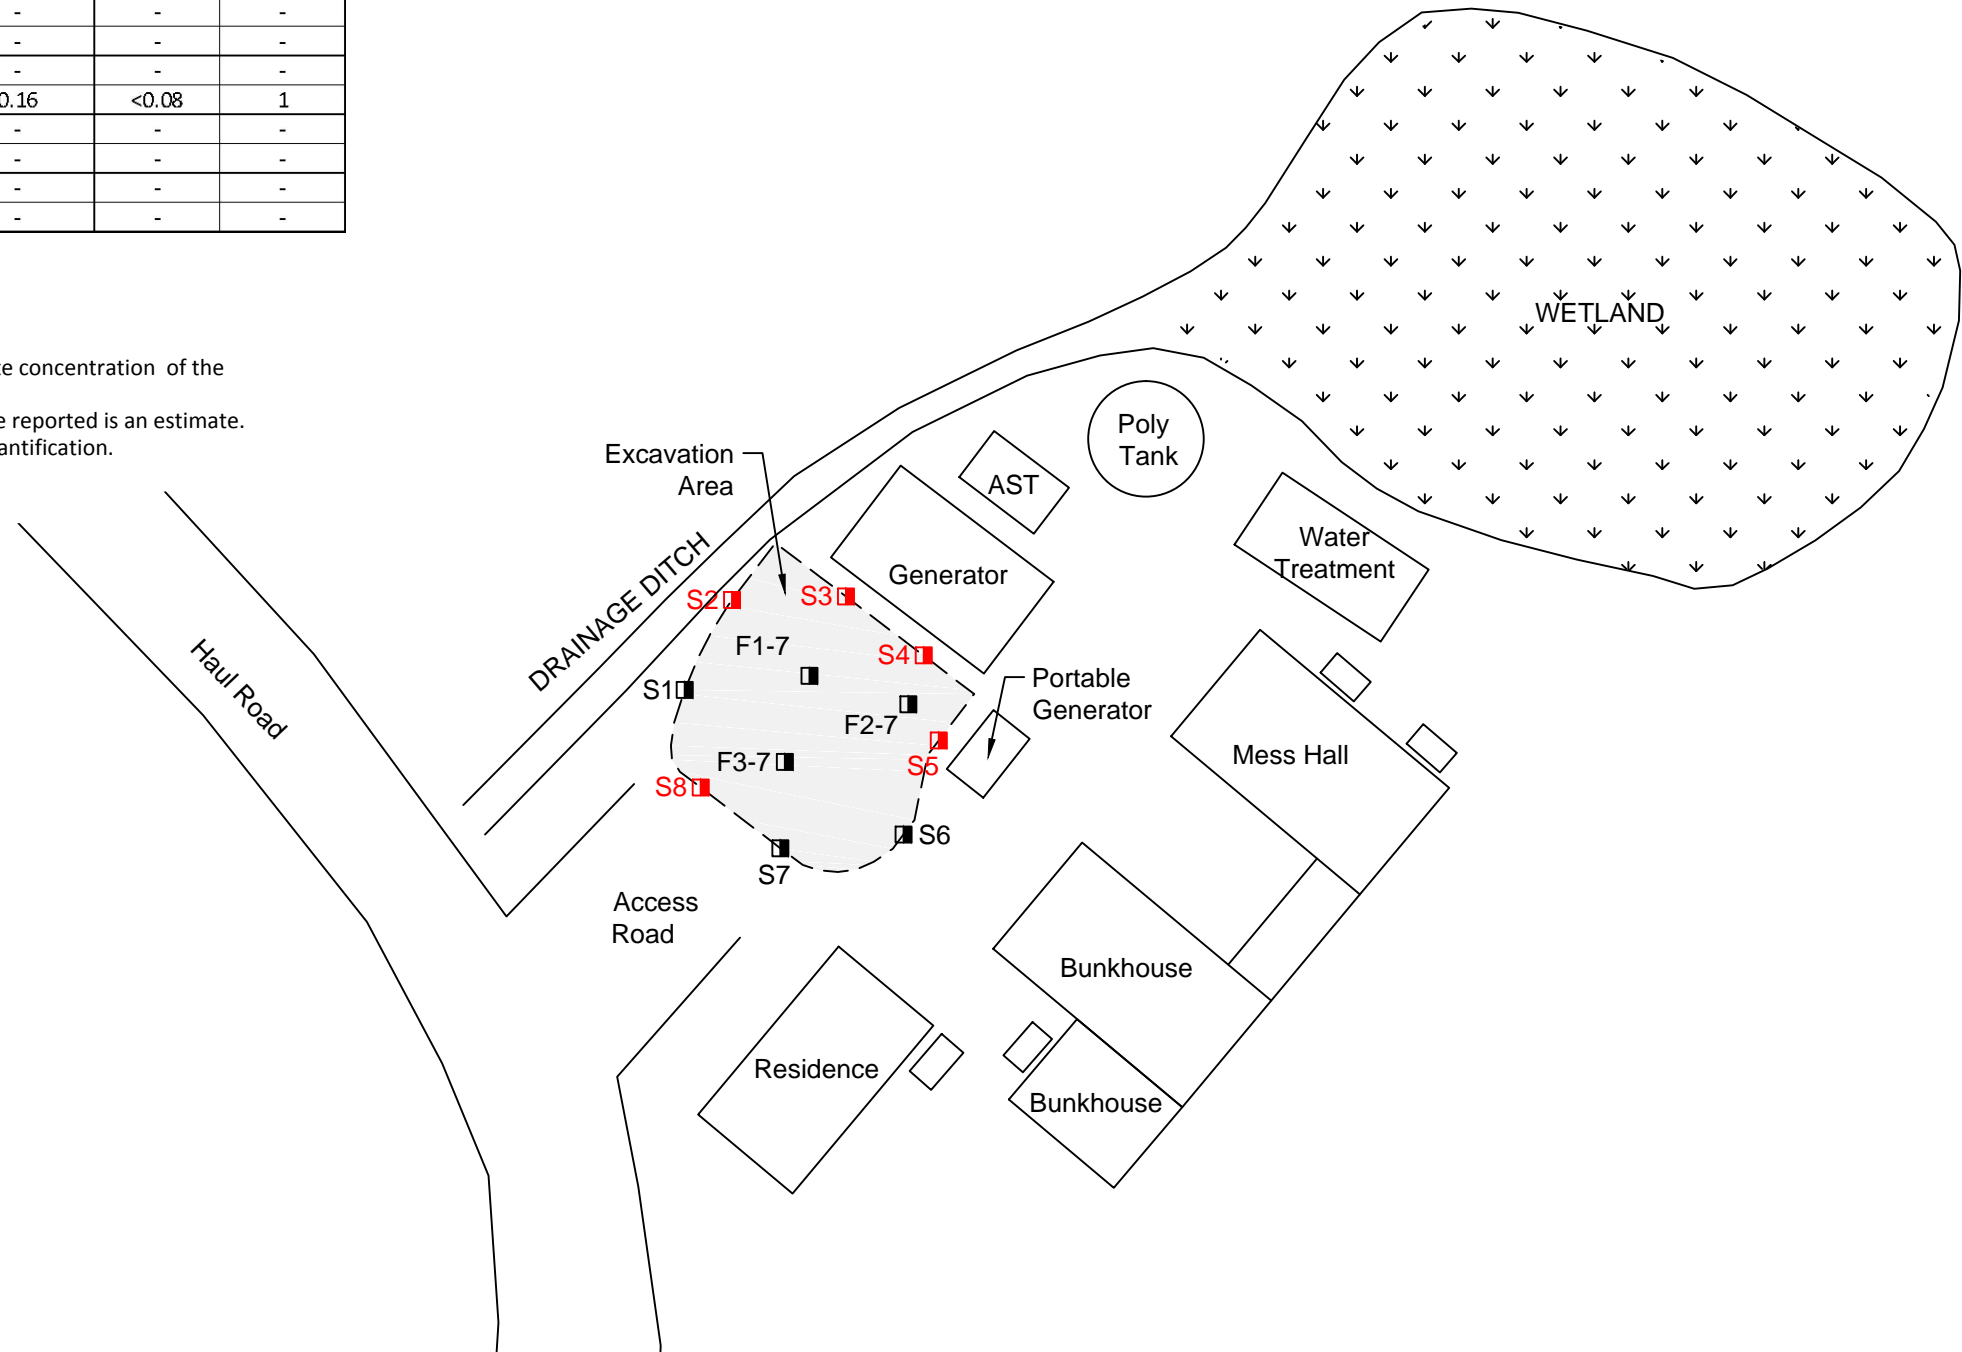 - - -
- - -
- - -
0.16 <0.08 1
- - -
- - -
- - -
- - -
concentration of the
reported is an estimate.
WETLAND
Poly
Tank
Excavation
Area
AST
Water
Treatment
Generator
DRAINAGE DITCH
S2
S3
F1-7
S4
Haul Road
S1
Portable
Generator
F2-7
F3-7
S5
Mess Hall
S8
S6
S7
Access
Road
Bunkhouse
Residence
Bunkhouse